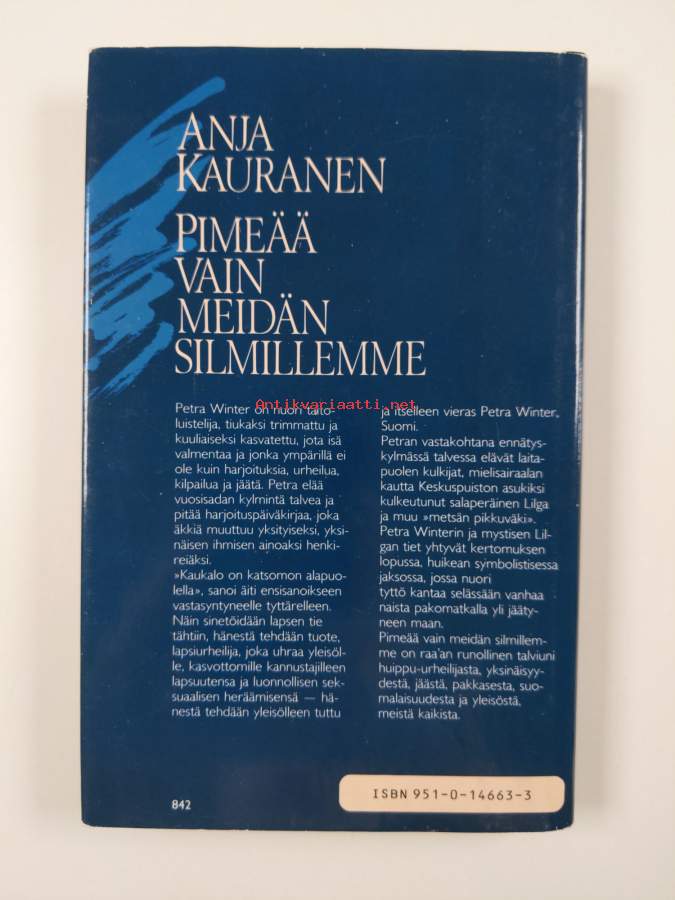 ANJA
KAURANEN
PIMEÄÄ
VAIN
MEIDÄN
SILMILLEMME
Antikvariaatti.net
Petra Winter on nuori taito-
luistelija, tiukaksi trimmattu ja
kuuliaiseksi kasvatettu, jota isä
valmentaa ja jonka ympärillä ei
ole kuin harjoituksia, urheilua,
kilpailua ja jäätä. Petra elää
vuosisadan kylmintä talvea ja
pitää harjoituspäiväkirjaa, joka
äkkiä muuttuu yksityiseksi, yksi-
näisen ihmisen ainoaksi henki-
reiäksi.
»Kaukalo on katsomon alapuo-
lella», sanoi äiti ensisanoikseen
vastasyntyneelle tyttärelleen.
Näin sinetöidään lapsen tie
tähtiin, hänestä tehdään tuote,
lapsiurheilija, joka uhraa yleisöl-
le, kasvottomille kannustajilleen
lapsuutensa ja luonnollisen sek-
suaalisen heräämisensä — hä-
nestä tehdään yleisölleen tuttu
ja itselleen vieras Petra Winter,
Suomi.
Petran vastakohtana ennätys-
kylmässä talvessa elävät laita-
puolen kulkijat, mielisairaalan
kautta Keskuspuiston asukiksi
kulkeutunut salaperäinen Lilga
ja muu »metsän pikkuväki».
Petra Winterin ja mystisen Lil-
gan tiet yhtyvät kertomuksen
lopussa, huikean symbolistisessa
jaksossa, jossa nuori
tyttö kantaa selässään vanhaa
naista pakomatkalla yli jääty-
neen maan.
Pimeää vain meidän silmillem-
me on raa'an runollinen talviuni
huippu-urheilijasta, yksinäisyy-
destä, jäästä, pakkasesta, suo-
malaisuudesta ja yleisöstä,
meistä kaikista.
842
ISBN 951-0-14663-3